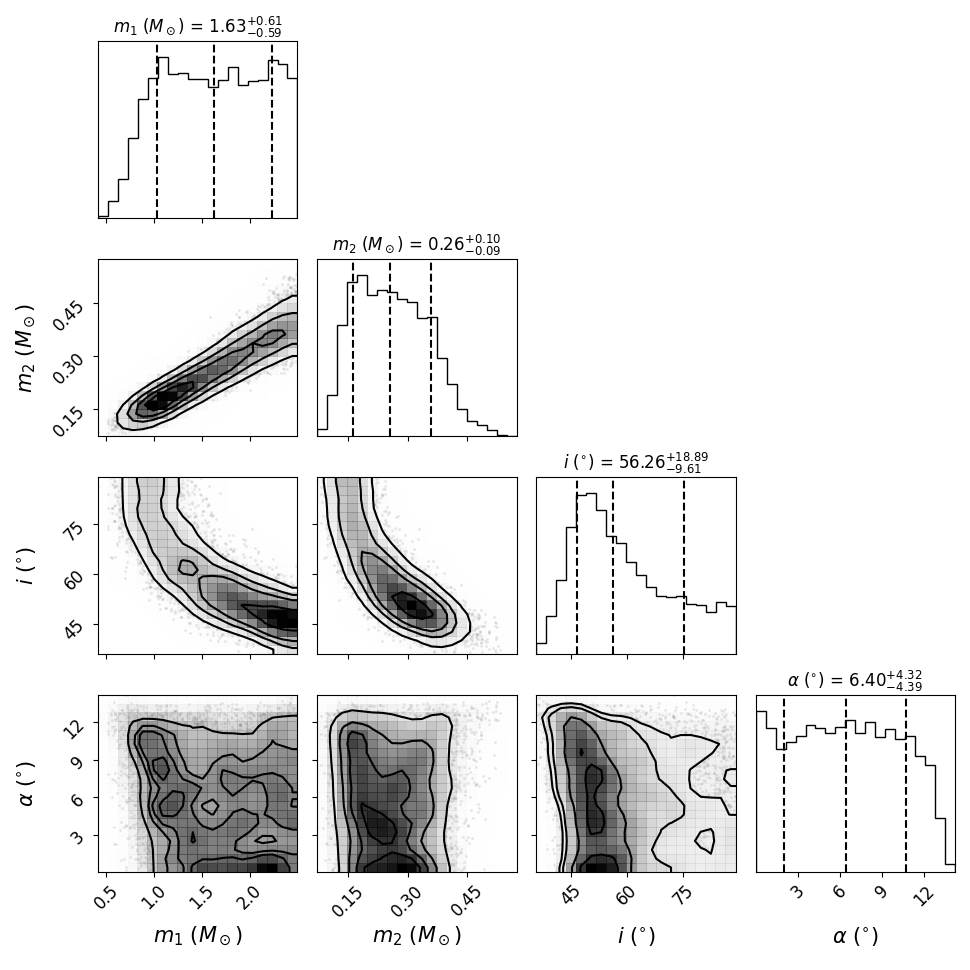 m₁ (M⊙) = 1.63 +0.61 −0.59
m₂ (M⊙) = 0.26 +0.10 −0.09
0.45
0.30
0.15
m₂ (M⊙)
i (°) = 56.26 +18.89 −9.61
75
60
45
i (°)
α (°) = 6.40 +4.32 −4.39
12
9
6
3
α (°)
0.5 1.0 1.5 2.0 0.15 0.30 0.45 45 60 75 3 6 9 12
m₁ (M⊙) m₂ (M⊙) i (°) α (°)